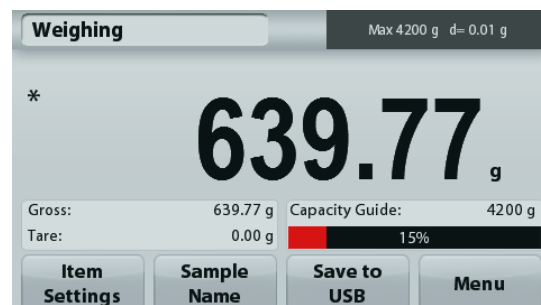 Weighing
Max 4200 g d= 0.01 g
*
639.77 g
Gross: 639.77 g
Tare: 0.00 g
Capacity Guide: 4200 g
15%
Item Settings
Sample Name
Save to USB
Menu